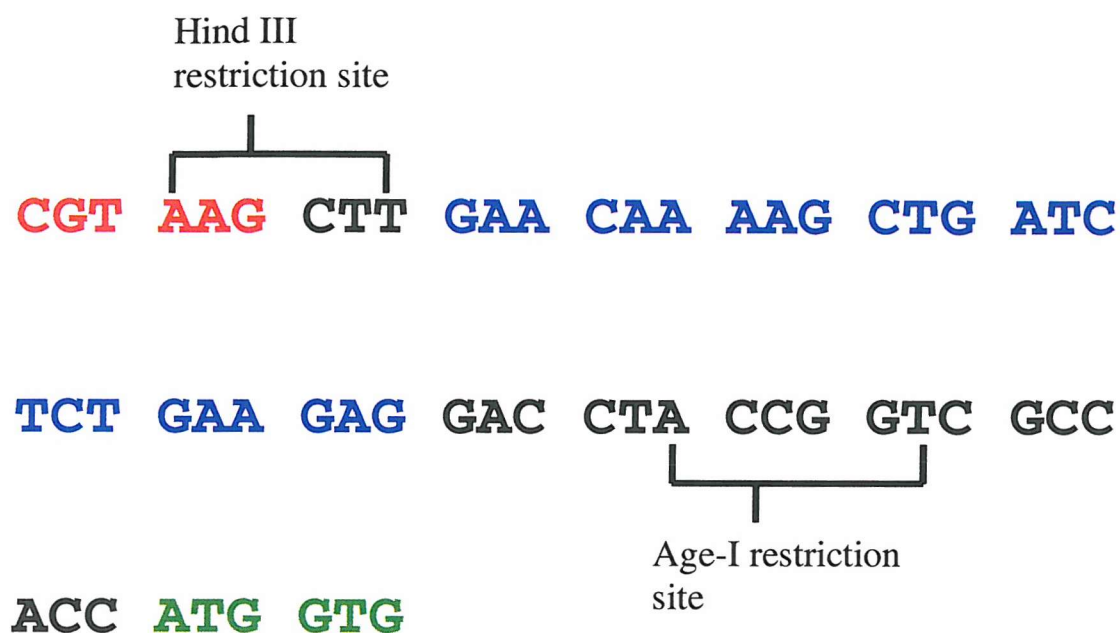 Hind III
restriction site
CGT AAG CTT GAA CAA AAG CTG ATC
TCT GAA GAG GAC CTA CCG GTC GCC
Age-I restriction
site
ACC ATG GTG